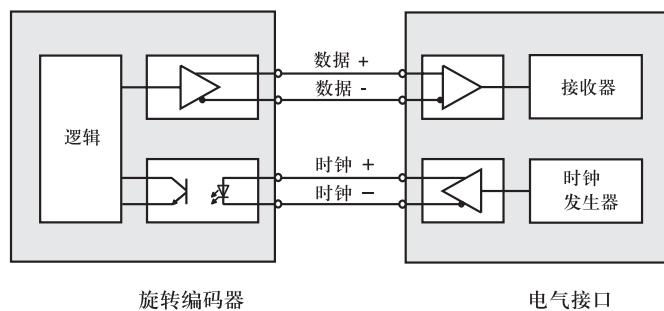 数据 +
数据 -
接收器
逻辑
时钟 +
时钟 −
时钟
发生器
旋转编码器
电气接口